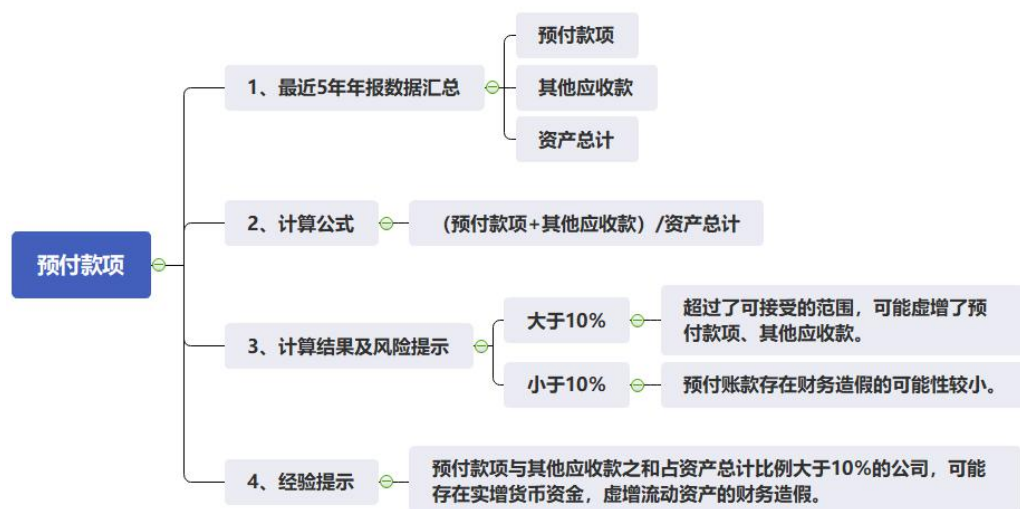 预付款项
1、最近5年年报数据汇总
预付款项
其他应收款
资产总计
2、计算公式
（预付款项+其他应收款）/资产总计
3、计算结果及风险提示
大于10%
超过了可接受的范围，可能虚增了预
付款项、其他应收款。
小于10%
预付账款存在财务造假的可能性较小。
4、经验提示
预付款项与其他应收款之和占资产总计比例大于10%的公司，可能
存在实增货币资金，虚增流动资产的财务造假。